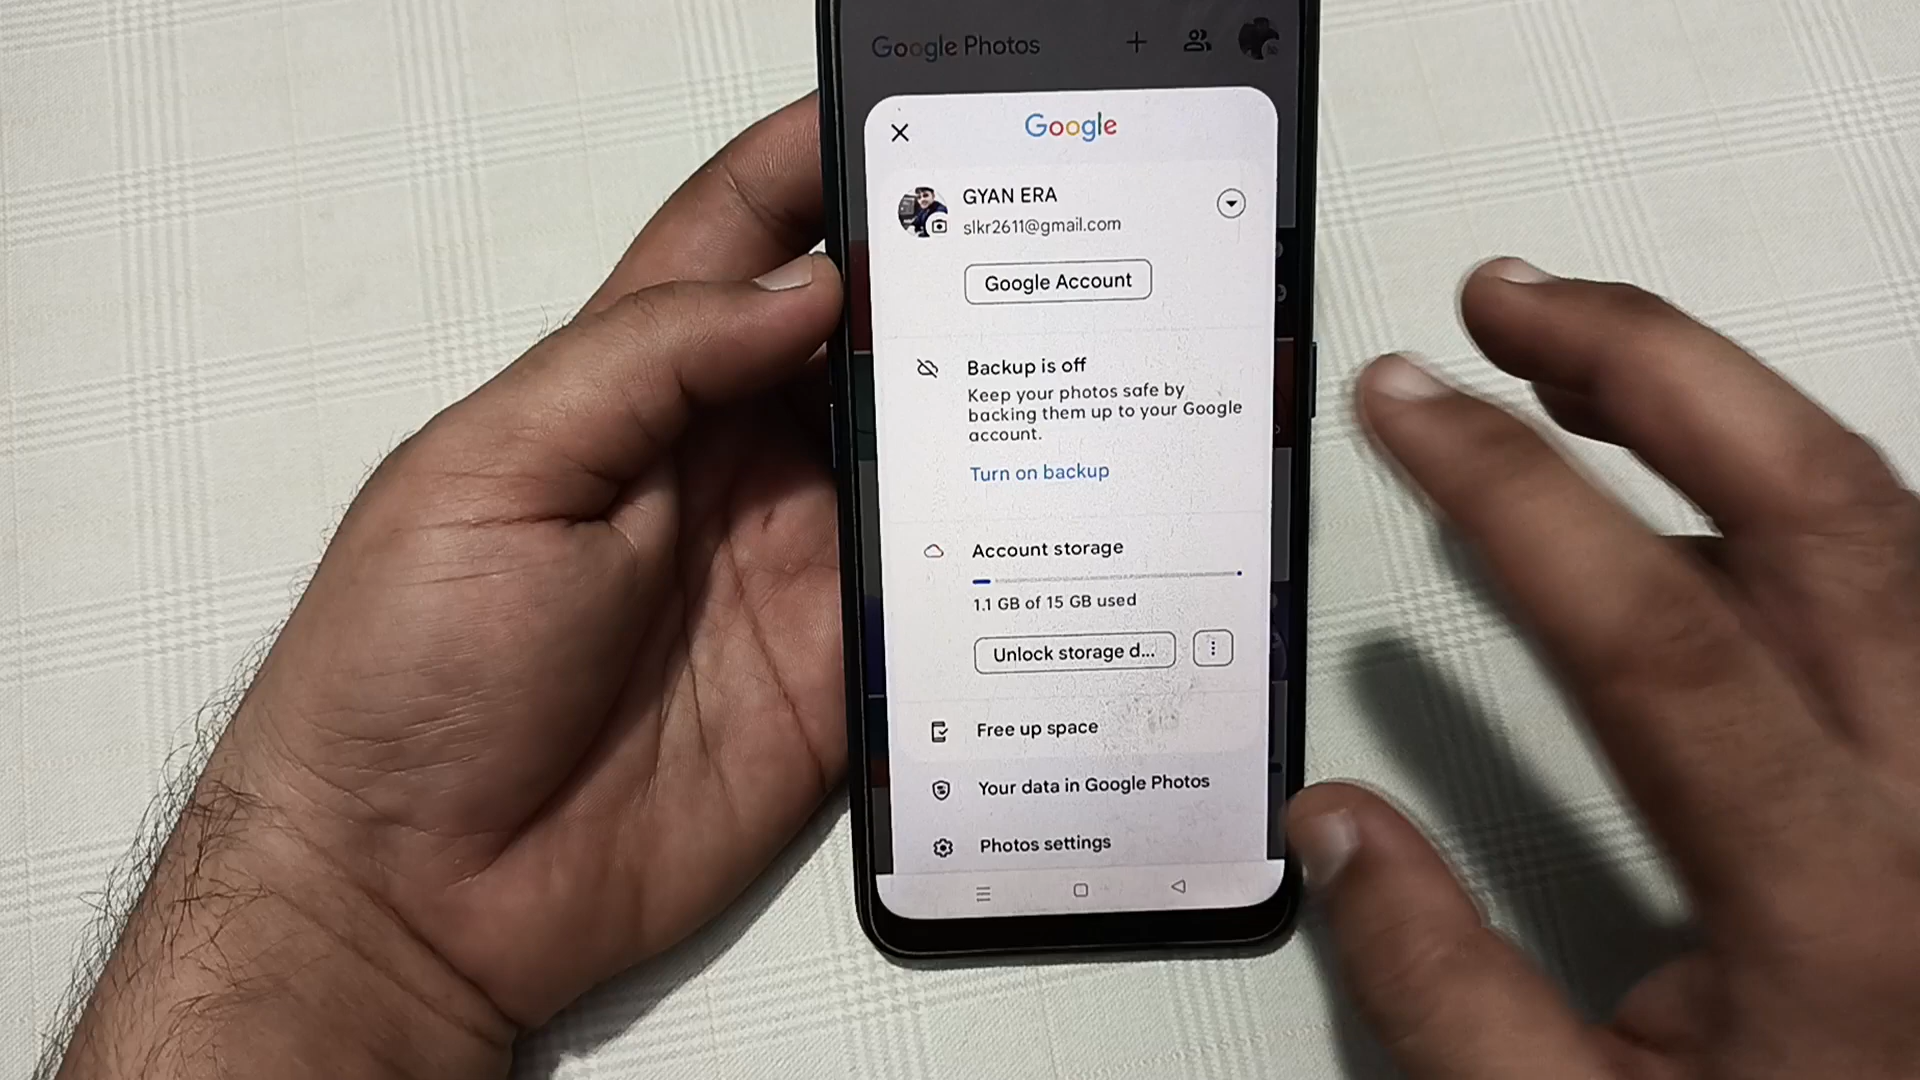 Google Photos
Google
GYAN ERA
slkr2611@gmail.com
Google Account
Backup is off
Keep your photos safe by
backing them up to your Google
account.
Turn on backup
Account storage
1.1 GB of 15 GB used
Unlock storage d...
Free up space
Your data in Google Photos
Photos settings